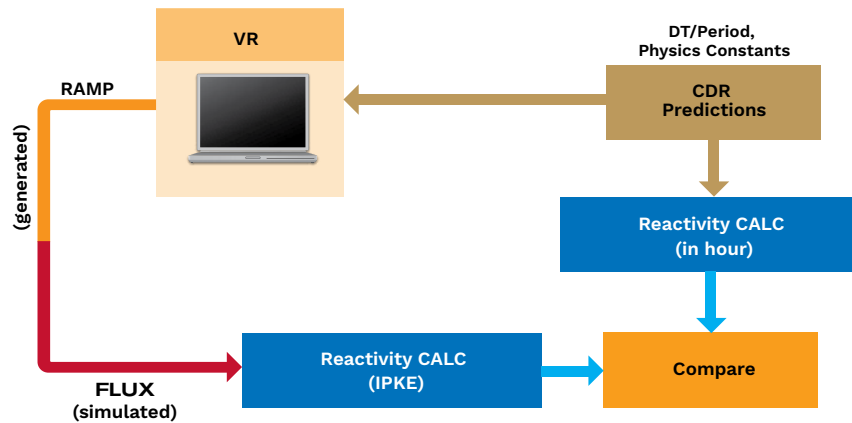 VR
DT/Period,
Physics Constants
RAMP
CDR
Predictions
(generated)
Reactivity CALC
(in hour)
Reactivity CALC
(IPKE)
Compare
FLUX
(simulated)